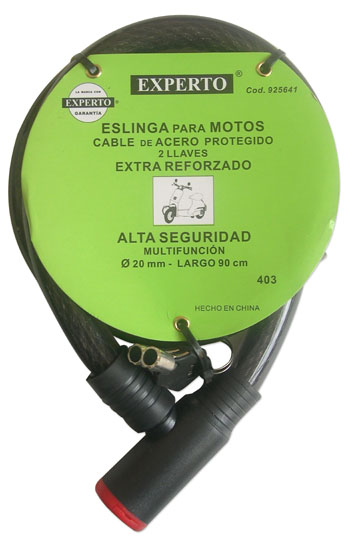 EXPERTO ®
Cod. 925641
LA MARCA CON
EXPERTO
GARANTÍA
ESLINGA PARA MOTOS
CABLE DE ACERO PROTEGIDO
2 LLAVES
EXTRA REFORZADO
ALTA SEGURIDAD
MULTIFUNCIÓN
Ø 20 mm - LARGO 90 cm
403
HECHO EN CHINA